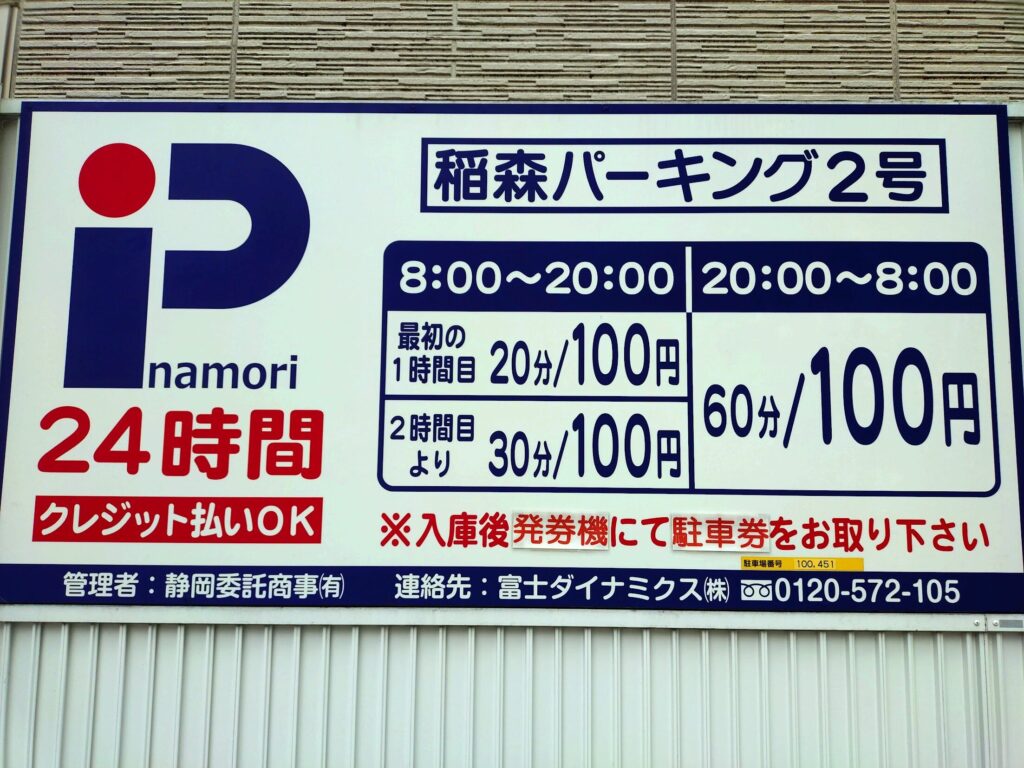 iP
namori
24時間
クレジット払いOK
稲森パーキング2号
8:00～20:00
20:00～8:00
最初の
1時間目
20分/100円
2時間目
より
30分/100円
60分/100円
※入庫後発券機にて駐車券をお取り下さい
駐車場番号 100,451
管理者：静岡委託商事㈲
連絡先：富士ダイナミクス㈱ 0120-572-105